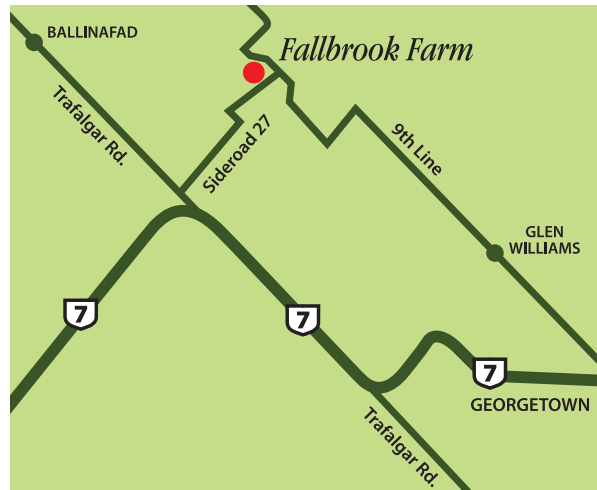 BALLINAFAD
Fallbrook Farm
Trafalgar Rd.
Sideroad 27
9th Line
GLEN
WILLIAMS
7
7
7
GEORGETOWN
Trafalgar Rd.